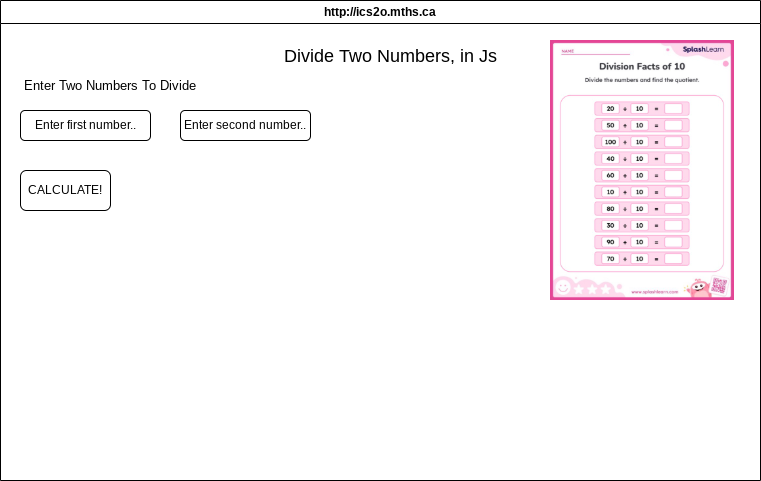 http://ics2o.mths.ca
Divide Two Numbers, in Js
Enter Two Numbers To Divide
Enter first number..
Enter second number..
CALCULATE!
NAME
SplashLearn
Division Facts of 10
Divide the numbers and find the quotient.
20 ÷ 10 =
50 ÷ 10 =
100 ÷ 10 =
40 ÷ 10 =
60 ÷ 10 =
10 ÷ 10 =
80 ÷ 10 =
30 ÷ 10 =
90 ÷ 10 =
70 ÷ 10 =
www.splashlearn.com